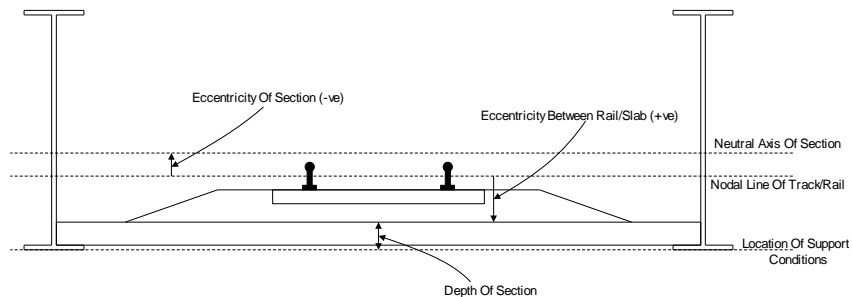 Eccentricity Of Section (-ve)
Eccentricity Between Rail/Slab (+ve)
Neutral Axis Of Section
Nodal Line Of Track/Rail
Location Of Support
Conditions
Depth Of Section